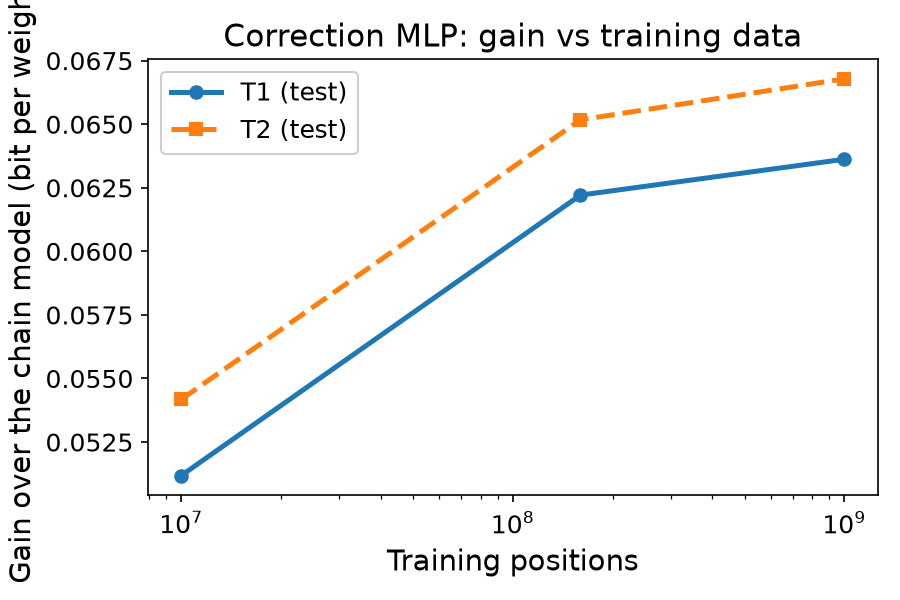 Correction MLP: gain vs training data
Gain over the chain model (bit per weigh
0.0675
0.0650
0.0625
0.0600
0.0575
0.0550
0.0525
T1 (test)
T2 (test)
10⁷
10⁸
10⁹
Training positions